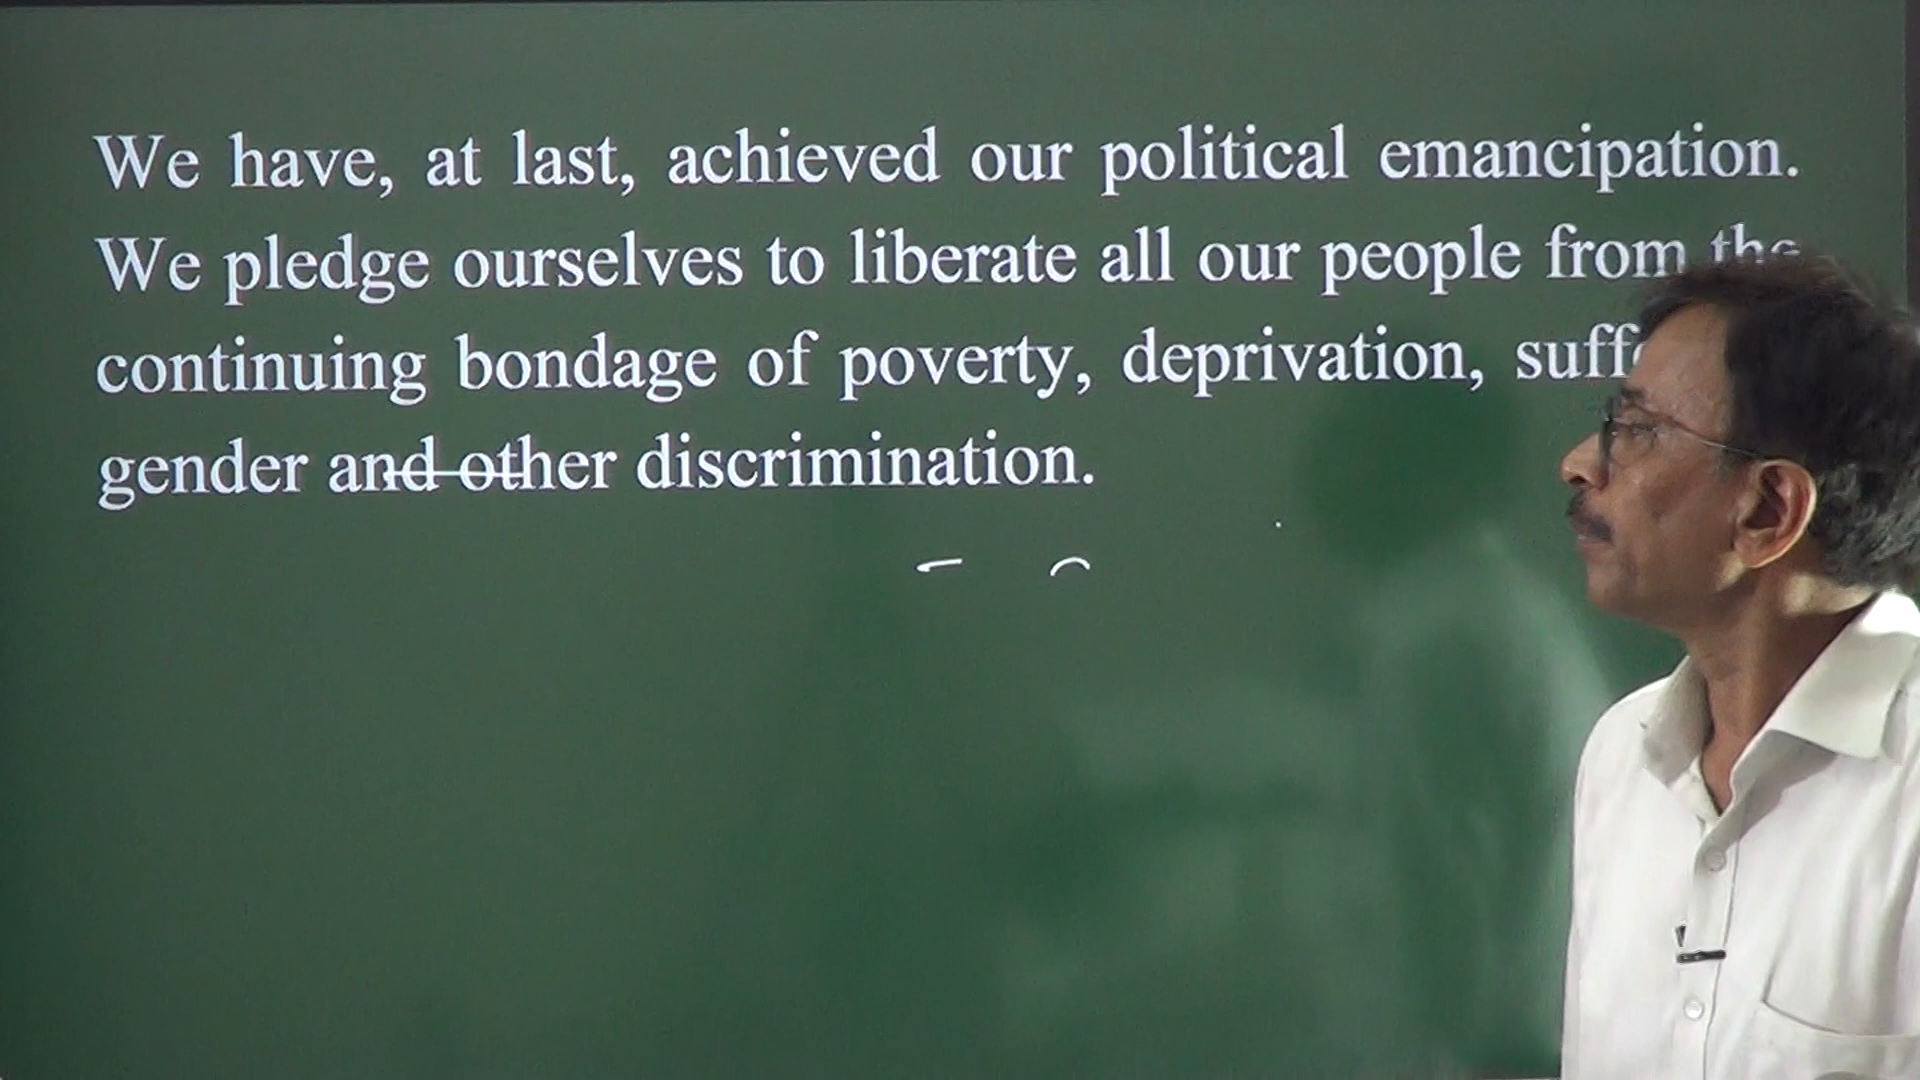 We have, at last, achieved our political emancipation.
We pledge ourselves to liberate all our people from the
continuing bondage of poverty, deprivation,
gender and other discrimination.